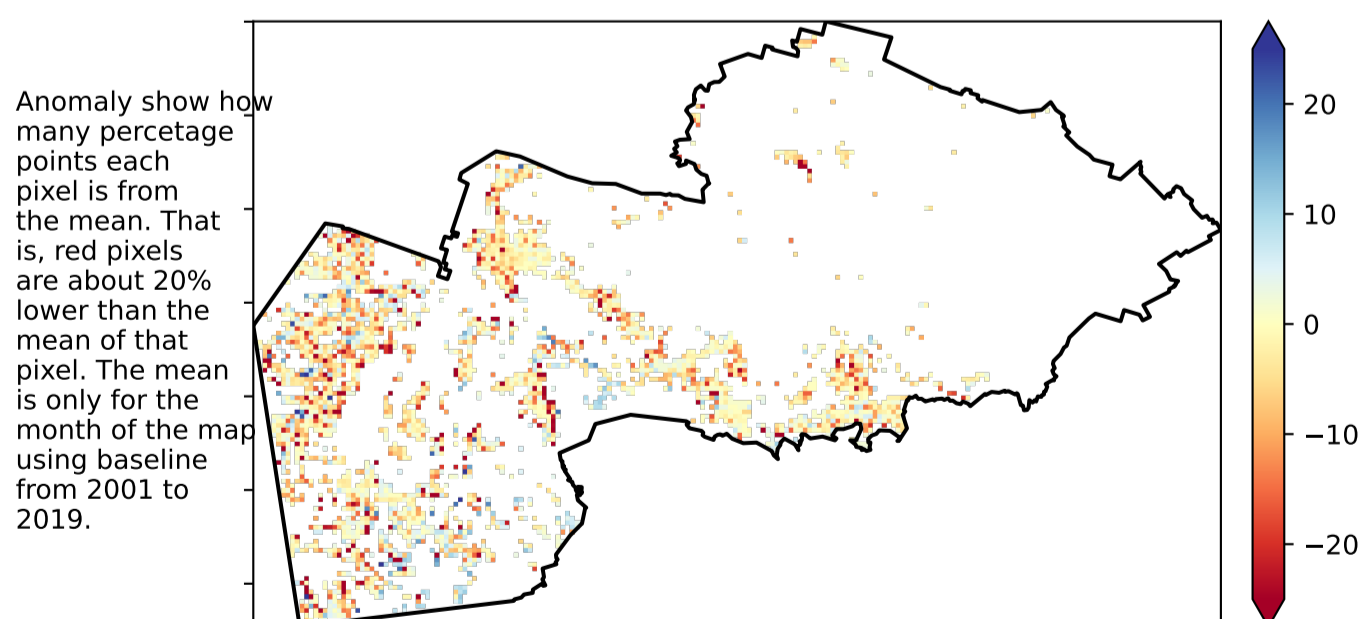 Anomaly show how
many percetage
points each
pixel is from
the mean. That
is, red pixels
are about 20%
lower than the
mean of that
pixel. The mean
is only for the
month of the map
using baseline
from 2001 to
2019.
20
10
0
−10
−20